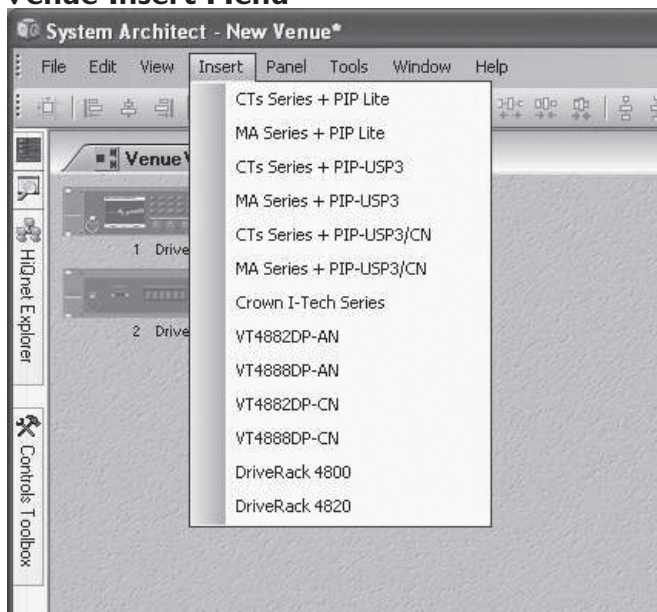 Venue Insert Menu
System Architect - New Venue*
File Edit View Insert Panel Tools Window Help
CTs Series + PIP Lite
MA Series + PIP Lite
CTs Series + PIP-USP3
MA Series + PIP-USP3
CTs Series + PIP-USP3/CN
MA Series + PIP-USP3/CN
Crown I-Tech Series
VT4882DP-AN
VT4888DP-AN
VT4882DP-CN
VT4888DP-CN
DriveRack 4800
DriveRack 4820
Venue
1 Drive
2 Drive
HiQnet Explorer
Controls Toolbox